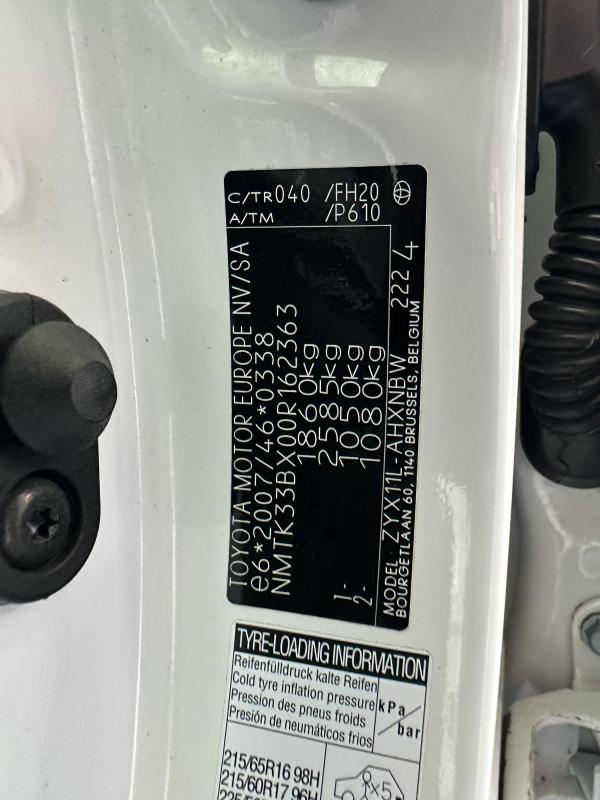 C/TR040 /FH20
A/TM /P610
TOYOTA MOTOR EUROPE NV/SA
e6*2007/46*0338
NMTK33BX00R162363
1860kg
2585kg
1- 1050kg
2- 1080kg
MODEL ZYX11L-AHXNBW 222 4
BOURGETLAAN 60, 1140 BRUSSELS, BELGIUM
TYRE-LOADING INFORMATION
Reifenfülldruck kalte Reifen
Cold tyre inflation pressure
Pression des pneus froids
Presión de neumáticos frios
kPa/bar
215/65R16 98H
215/60R17 96H
×5